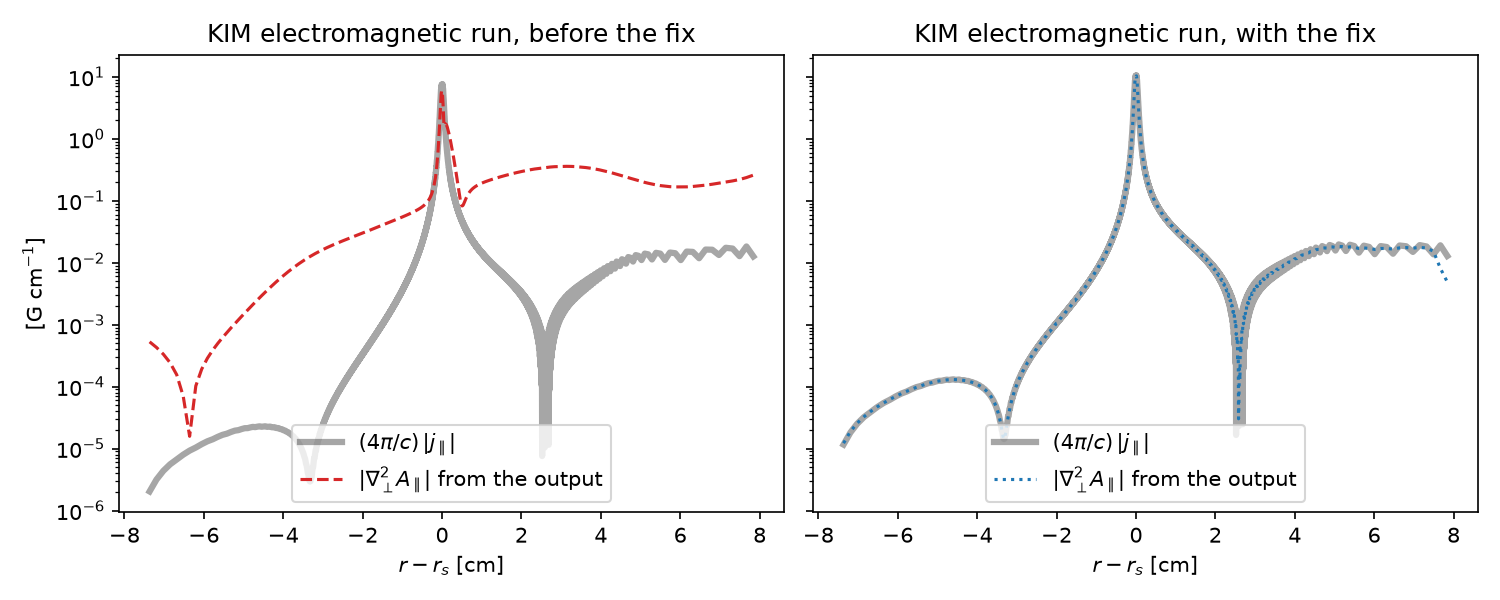 KIM electromagnetic run, before the fix
[G cm⁻¹]
10¹
10⁰
10⁻¹
10⁻²
10⁻³
10⁻⁴
10⁻⁵
10⁻⁶
(4π/c) |j∥|
|∇²⊥A∥| from the output
−8 −6 −4 −2 0 2 4 6 8
r − rₛ [cm]
KIM electromagnetic run, with the fix
(4π/c) |j∥|
|∇²⊥A∥| from the output
−8 −6 −4 −2 0 2 4 6 8
r − rₛ [cm]